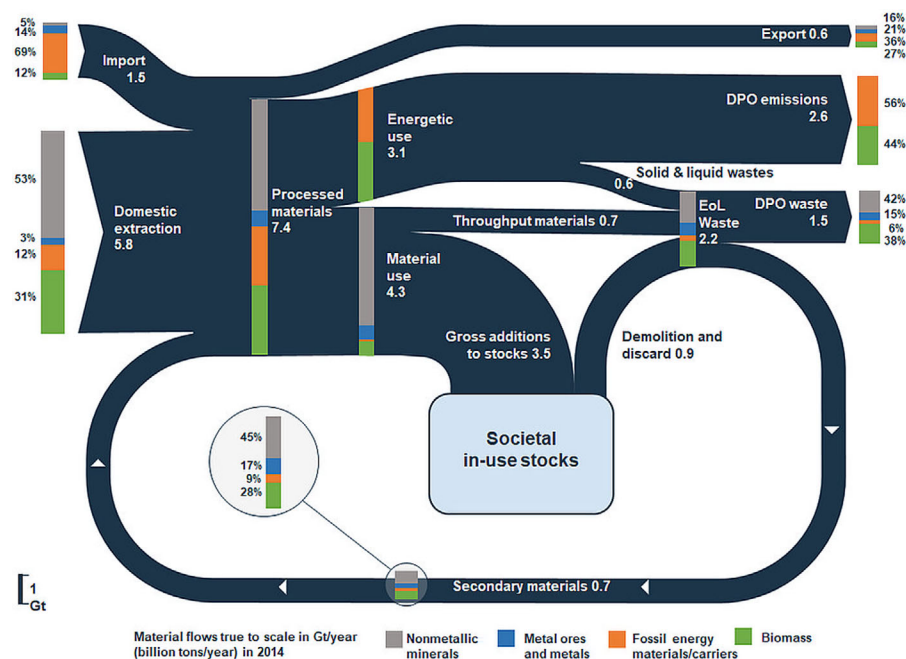 5%
14%
69%
12%
Import
1.5
Export 0.6
16%
21%
36%
27%
53%
3%
12%
31%
Domestic
extraction
5.8
Processed
materials
7.4
Energetic
use
3.1
DPO emissions
2.6
56%
44%
Solid & liquid wastes
0.6
Throughput materials 0.7
EoL
Waste
2.2
DPO waste
1.5
42%
15%
6%
38%
Material
use
4.3
Gross additions
to stocks 3.5
Demolition and
discard 0.9
Societal
in-use stocks
45%
17%
9%
28%
Secondary materials 0.7
1
Gt
Material flows true to scale in Gt/year
(billion tons/year) in 2014
Nonmetallic
minerals
Metal ores
and metals
Fossil energy
materials/carriers
Biomass